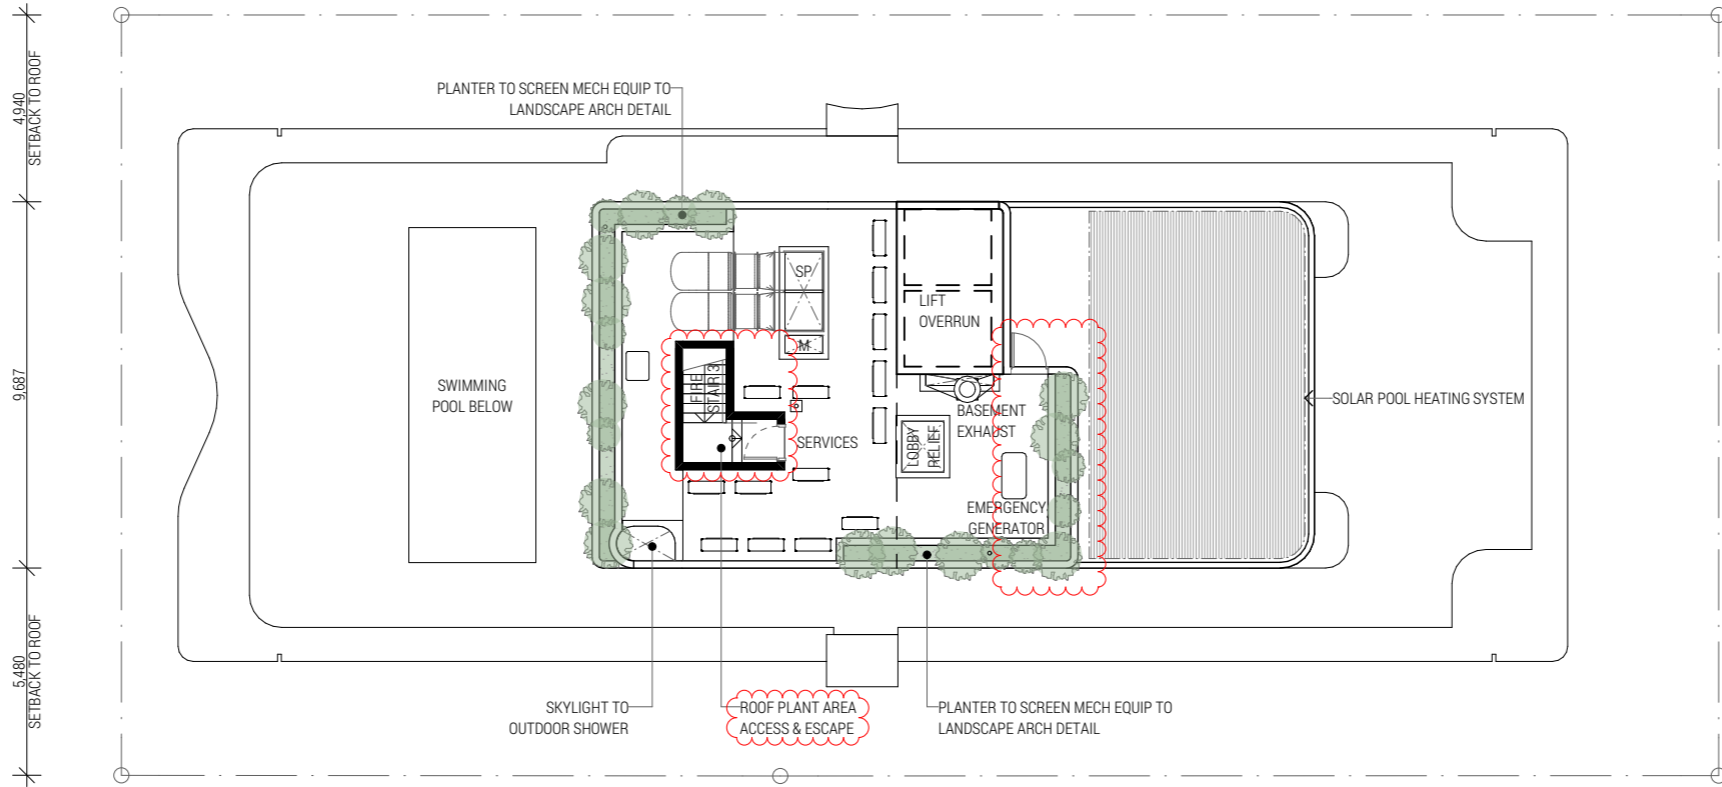 4,940
SETBACK TO ROOF
9,687
5,480
SETBACK TO ROOF
PLANTER TO SCREEN MECH EQUIP TO
LANDSCAPE ARCH DETAIL
SWIMMING
POOL BELOW
SP
M
FIRE
STAIR 3
SERVICES
LIFT
OVERRUN
BASEMENT
EXHAUST
LOBBY
RELIEF
EMERGENCY
GENERATOR
SOLAR POOL HEATING SYSTEM
SKYLIGHT TO
OUTDOOR SHOWER
ROOF PLANT AREA
ACCESS & ESCAPE
PLANTER TO SCREEN MECH EQUIP TO
LANDSCAPE ARCH DETAIL